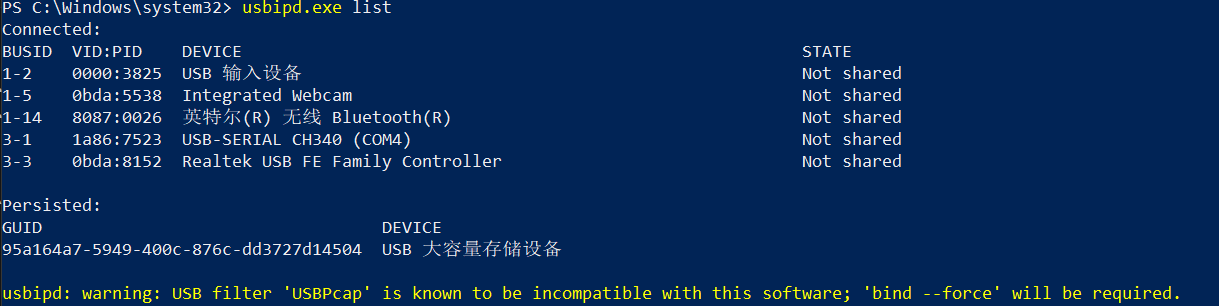 PS C:\Windows\system32> usbipd.exe list
Connected:
BUSID  VID:PID    DEVICE                                                        STATE
1-2    0000:3825  USB 输入设备                                                  Not shared
1-5    0bda:5538  Integrated Webcam                                             Not shared
1-14   8087:0026  英特尔(R) 无线 Bluetooth(R)                                   Not shared
3-1    1a86:7523  USB-SERIAL CH340 (COM4)                                       Not shared
3-3    0bda:8152  Realtek USB FE Family Controller                              Not shared
Persisted:
GUID                                  DEVICE
95a164a7-5949-400c-876c-dd3727d14504  USB 大容量存储设备
usbipd: warning: USB filter 'USBPcap' is known to be incompatible with this software; 'bind --force' will be required.